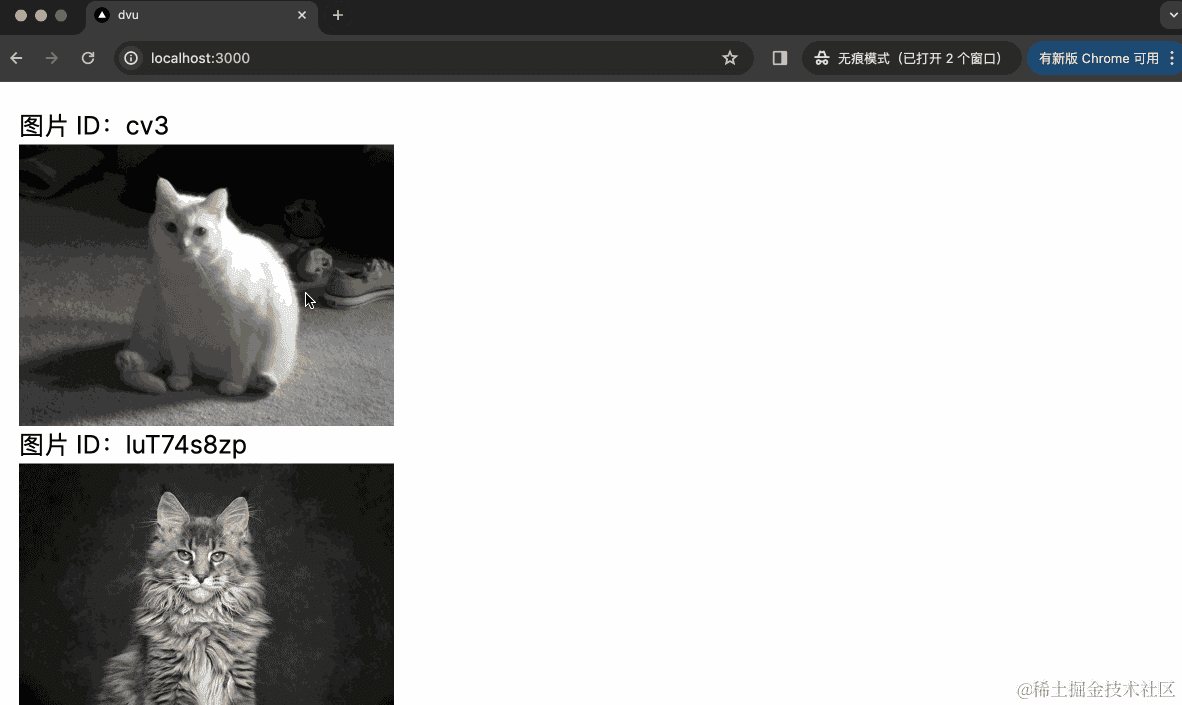 dvu
localhost:3000
无痕模式（已打开 2 个窗口）
有新版 Chrome 可用
图片 ID：cv3
图片 ID：luT74s8zp
@稀土掘金技术社区